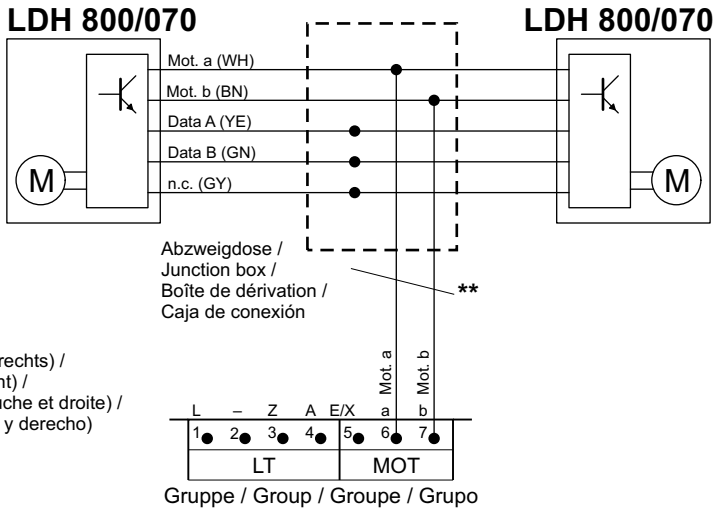 LDH 800/070
LDH 800/070
Mot. a (WH)
Mot. b (BN)
Data A (YE)
Data B (GN)
n.c. (GY)
M
M
Abzweigdose /
Junction box /
Boîte de dérivation /
Caja de conexión
**
rechts) /
nt) /
uche et droite) /
y derecho)
Mot. a
Mot. b
L – Z A E/X a b
1 2 3 4 5 6 7
LT MOT
Gruppe / Group / Groupe / Grupo